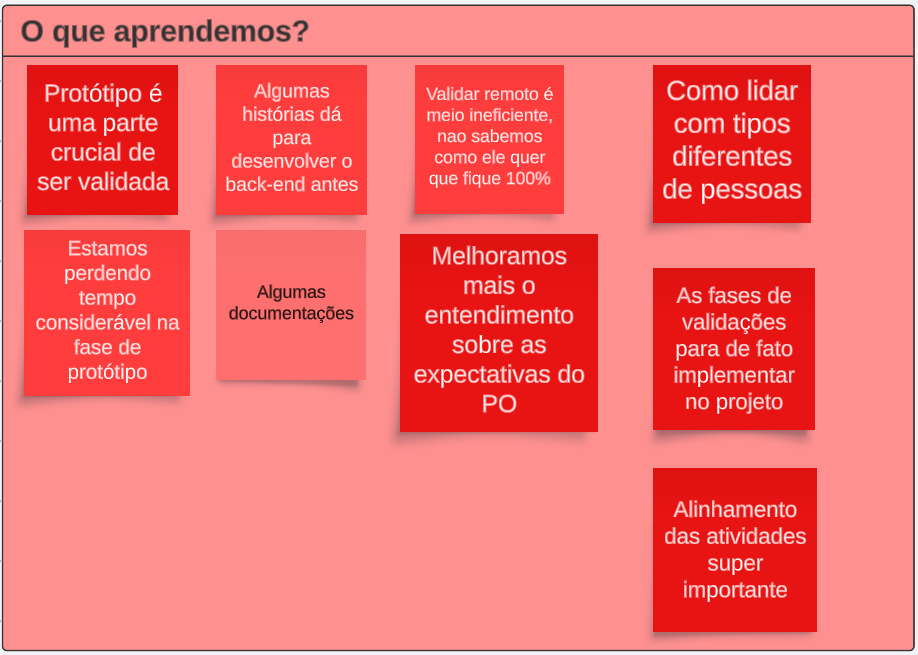 O que aprendemos?
Protótipo é
uma parte
crucial de
ser validada
Algumas
histórias dá
para
desenvolver o
back-end antes
Validar remoto é
meio ineficiente,
nao sabemos
como ele quer
que fique 100%
Como lidar
com tipos
diferentes
de pessoas
Estamos
perdendo
tempo
considerável na
fase de
protótipo
Algumas
documentações
Melhoramos
mais o
entendimento
sobre as
expectativas do
PO
As fases de
validações
para de fato
implementar
no projeto
Alinhamento
das atividades
super
importante